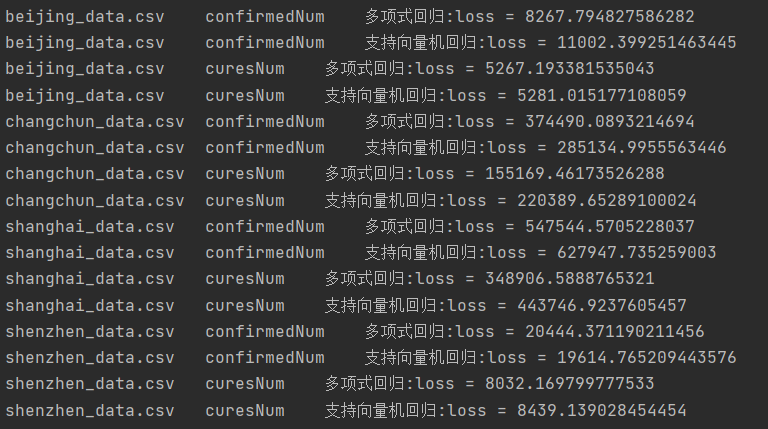 beijing_data.csv confirmedNum 多项式回归:loss = 8267.794827586282
beijing_data.csv confirmedNum 支持向量机回归:loss = 11002.399251463445
beijing_data.csv curesNum 多项式回归:loss = 5267.193381535043
beijing_data.csv curesNum 支持向量机回归:loss = 5281.015177108059
changchun_data.csv confirmedNum 多项式回归:loss = 374490.0893214694
changchun_data.csv confirmedNum 支持向量机回归:loss = 285134.9955563446
changchun_data.csv curesNum 多项式回归:loss = 155169.46173526288
changchun_data.csv curesNum 支持向量机回归:loss = 220389.65289100024
shanghai_data.csv confirmedNum 多项式回归:loss = 547544.5705228037
shanghai_data.csv confirmedNum 支持向量机回归:loss = 627947.735259003
shanghai_data.csv curesNum 多项式回归:loss = 348906.5888765321
shanghai_data.csv curesNum 支持向量机回归:loss = 443746.9237605457
shenzhen_data.csv confirmedNum 多项式回归:loss = 20444.371190211456
shenzhen_data.csv confirmedNum 支持向量机回归:loss = 19614.765209443576
shenzhen_data.csv curesNum 多项式回归:loss = 8032.169799777533
shenzhen_data.csv curesNum 支持向量机回归:loss = 8439.139028454454